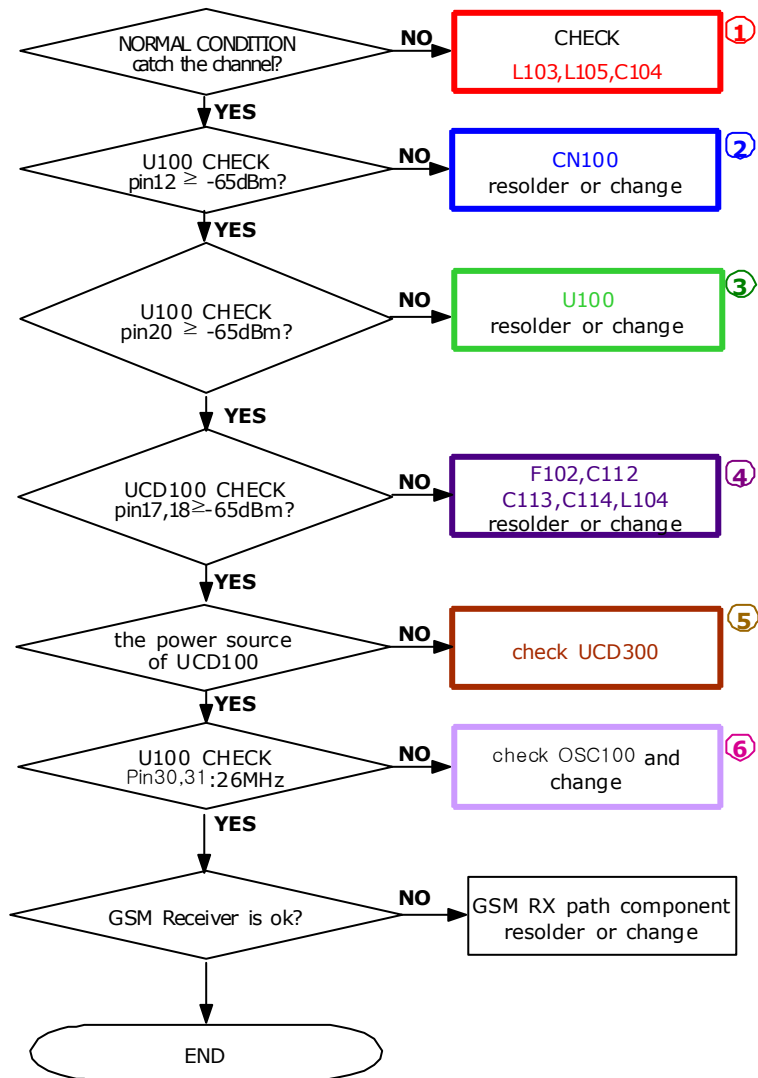 NORMAL CONDITION
catch the channel?
NO
CHECK
L103,L105,C104
1
YES
U100 CHECK
pin12 ≥ -65dBm?
NO
CN100
resolder or change
2
YES
U100 CHECK
pin20 ≥ -65dBm?
NO
U100
resolder or change
3
YES
UCD100 CHECK
pin17,18≥-65dBm?
NO
F102,C112
C113,C114,L104
resolder or change
4
YES
the power source
of UCD100
NO
check UCD300
5
YES
U100 CHECK
Pin30,31:26MHz
NO
check OSC100 and
change
6
YES
GSM Receiver is ok?
NO
GSM RX path component
resolder or change
END